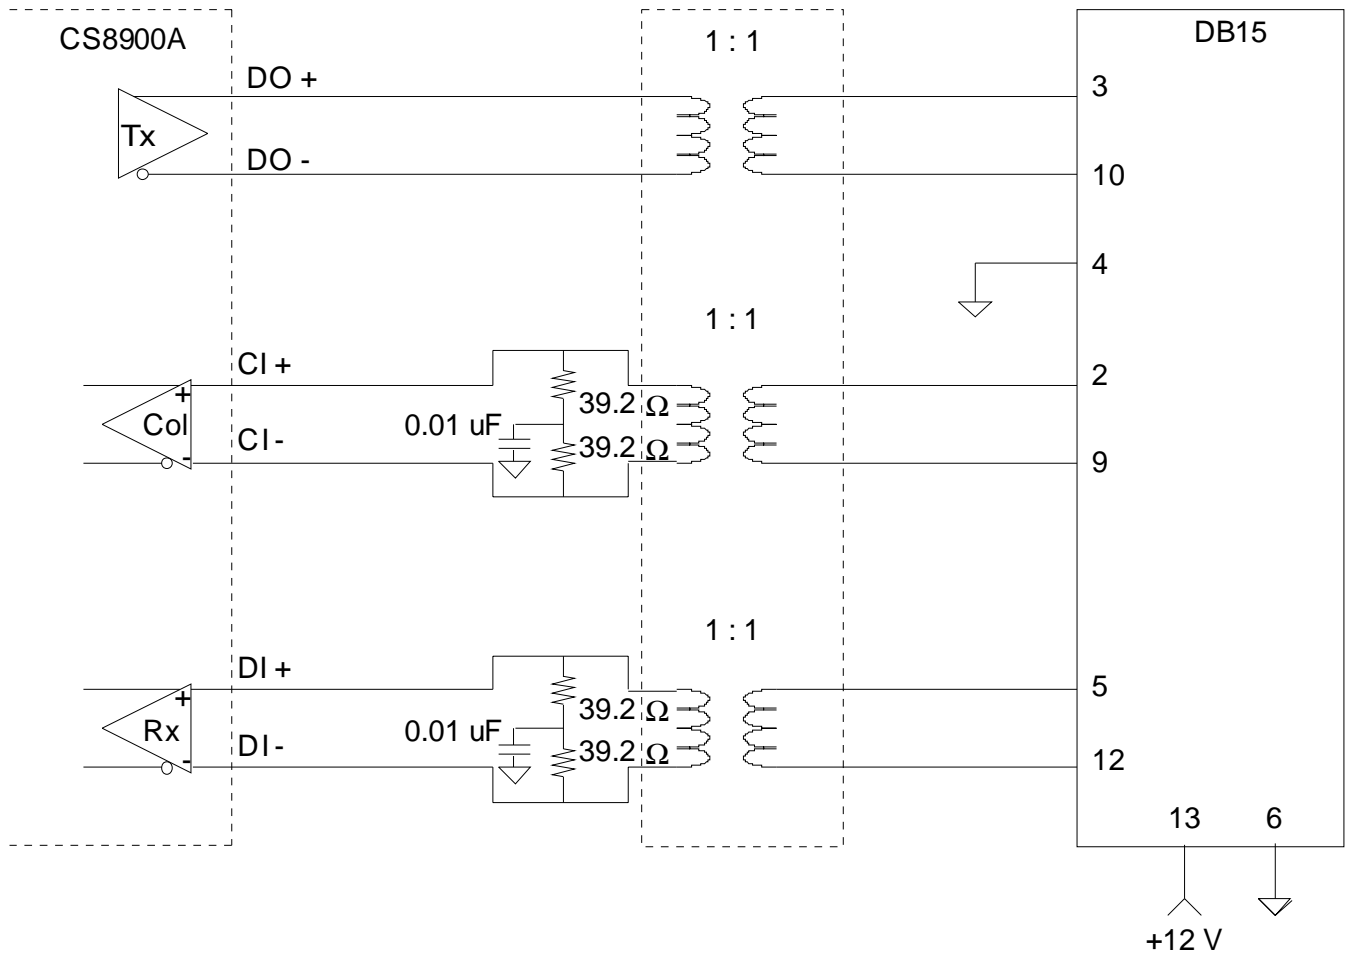 CS8900A
1 : 1
DB15
DO +
3
Tx
DO -
10
4
1 : 1
CI +
2
+
39.2 Ω
Col
0.01 uF
CI -
39.2 Ω
-
9
1 : 1
DI +
5
+
39.2 Ω
Rx
0.01 uF
DI -
39.2 Ω
-
12
13
6
+12 V